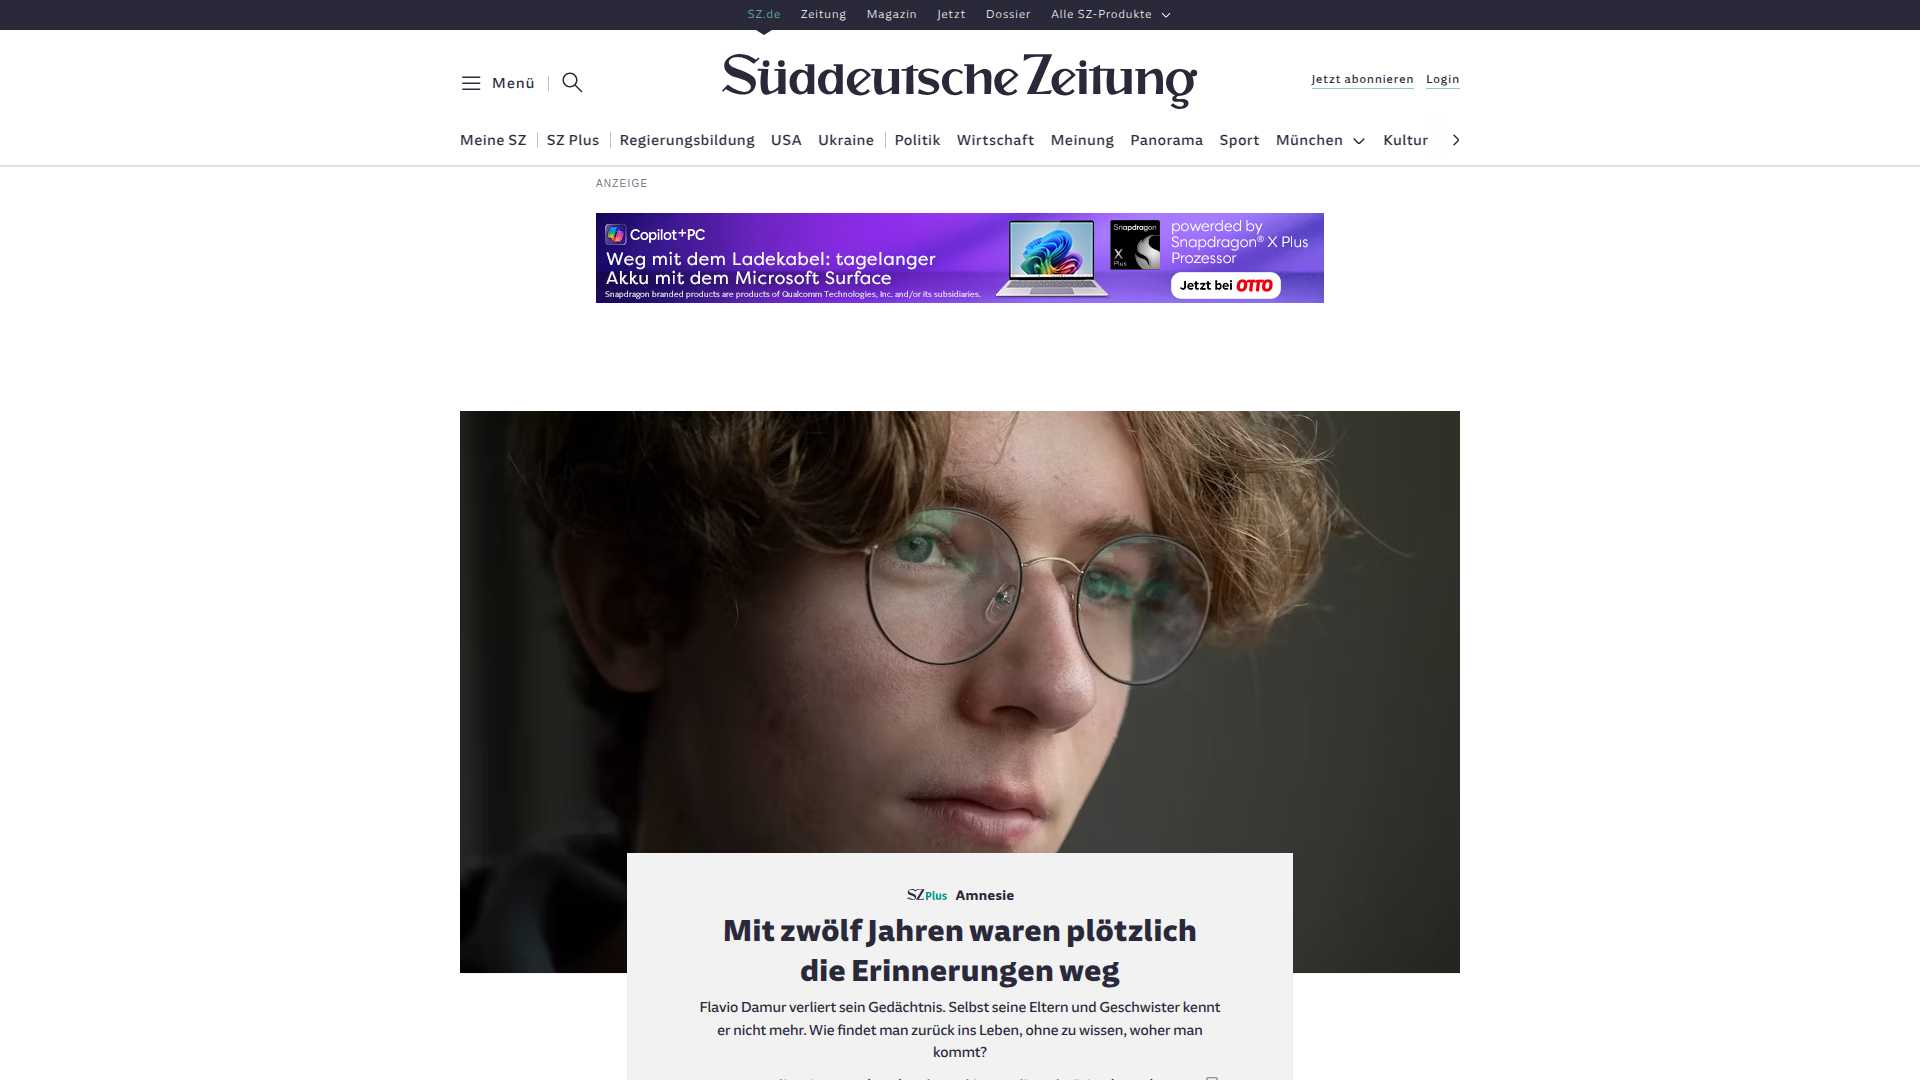 SZ.de Zeitung Magazin Jetzt Dossier Alle SZ-Produkte
Menü
Süddeutsche Zeitung
Jetzt abonnieren Login
Meine SZ SZ Plus Regierungsbildung USA Ukraine Politik Wirtschaft Meinung Panorama Sport München Kultur
ANZEIGE
Copilot+PC
Weg mit dem Ladekabel: tagelanger
Akku mit dem Microsoft Surface
Snapdragon branded products are products of Qualcomm Technologies, Inc. and/or its subsidiaries.
Snapdragon
X
Plus
powerded by
Snapdragon® X Plus
Prozessor
Jetzt bei OTTO
SZ Plus Amnesie
Mit zwölf Jahren waren plötzlich
die Erinnerungen weg
Flavio Damur verliert sein Gedächtnis. Selbst seine Eltern und Geschwister kennt
er nicht mehr. Wie findet man zurück ins Leben, ohne zu wissen, woher man
kommt?